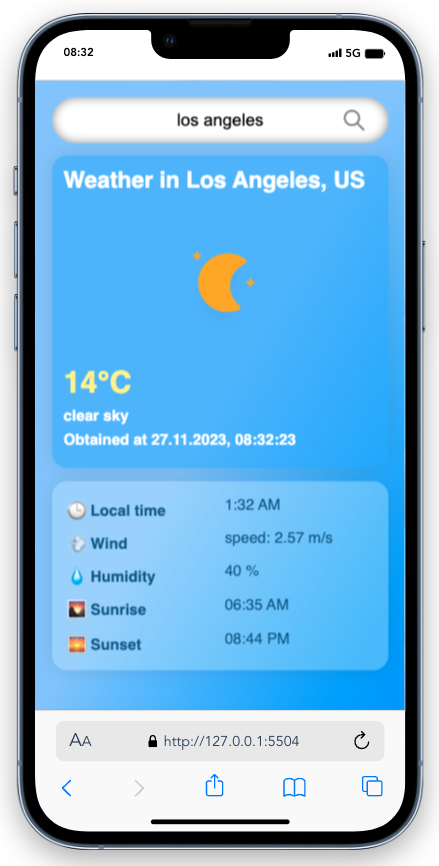 08:32
5G
los angeles
Weather in Los Angeles, US
14°C
clear sky
Obtained at 27.11.2023, 08:32:23
Local time 1:32 AM
Wind speed: 2.57 m/s
Humidity 40 %
Sunrise 06:35 AM
Sunset 08:44 PM
AA http://127.0.0.1:5504